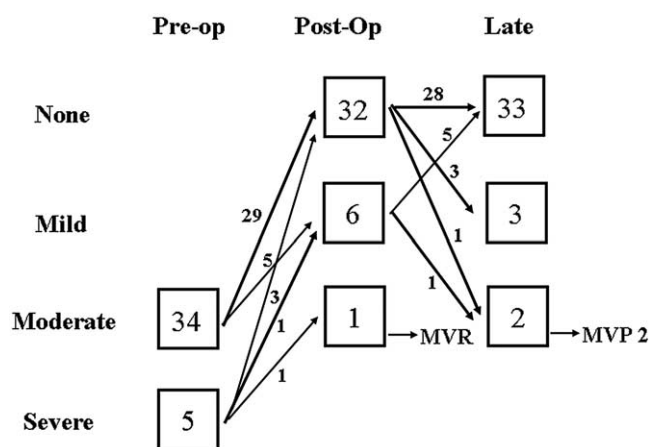 Pre-op Post-Op Late
None 32 28 33
5
3
29
Mild 6 3
5 1
3 1
Moderate 34 1 1 MVR 2 MVP 2
1
Severe 5